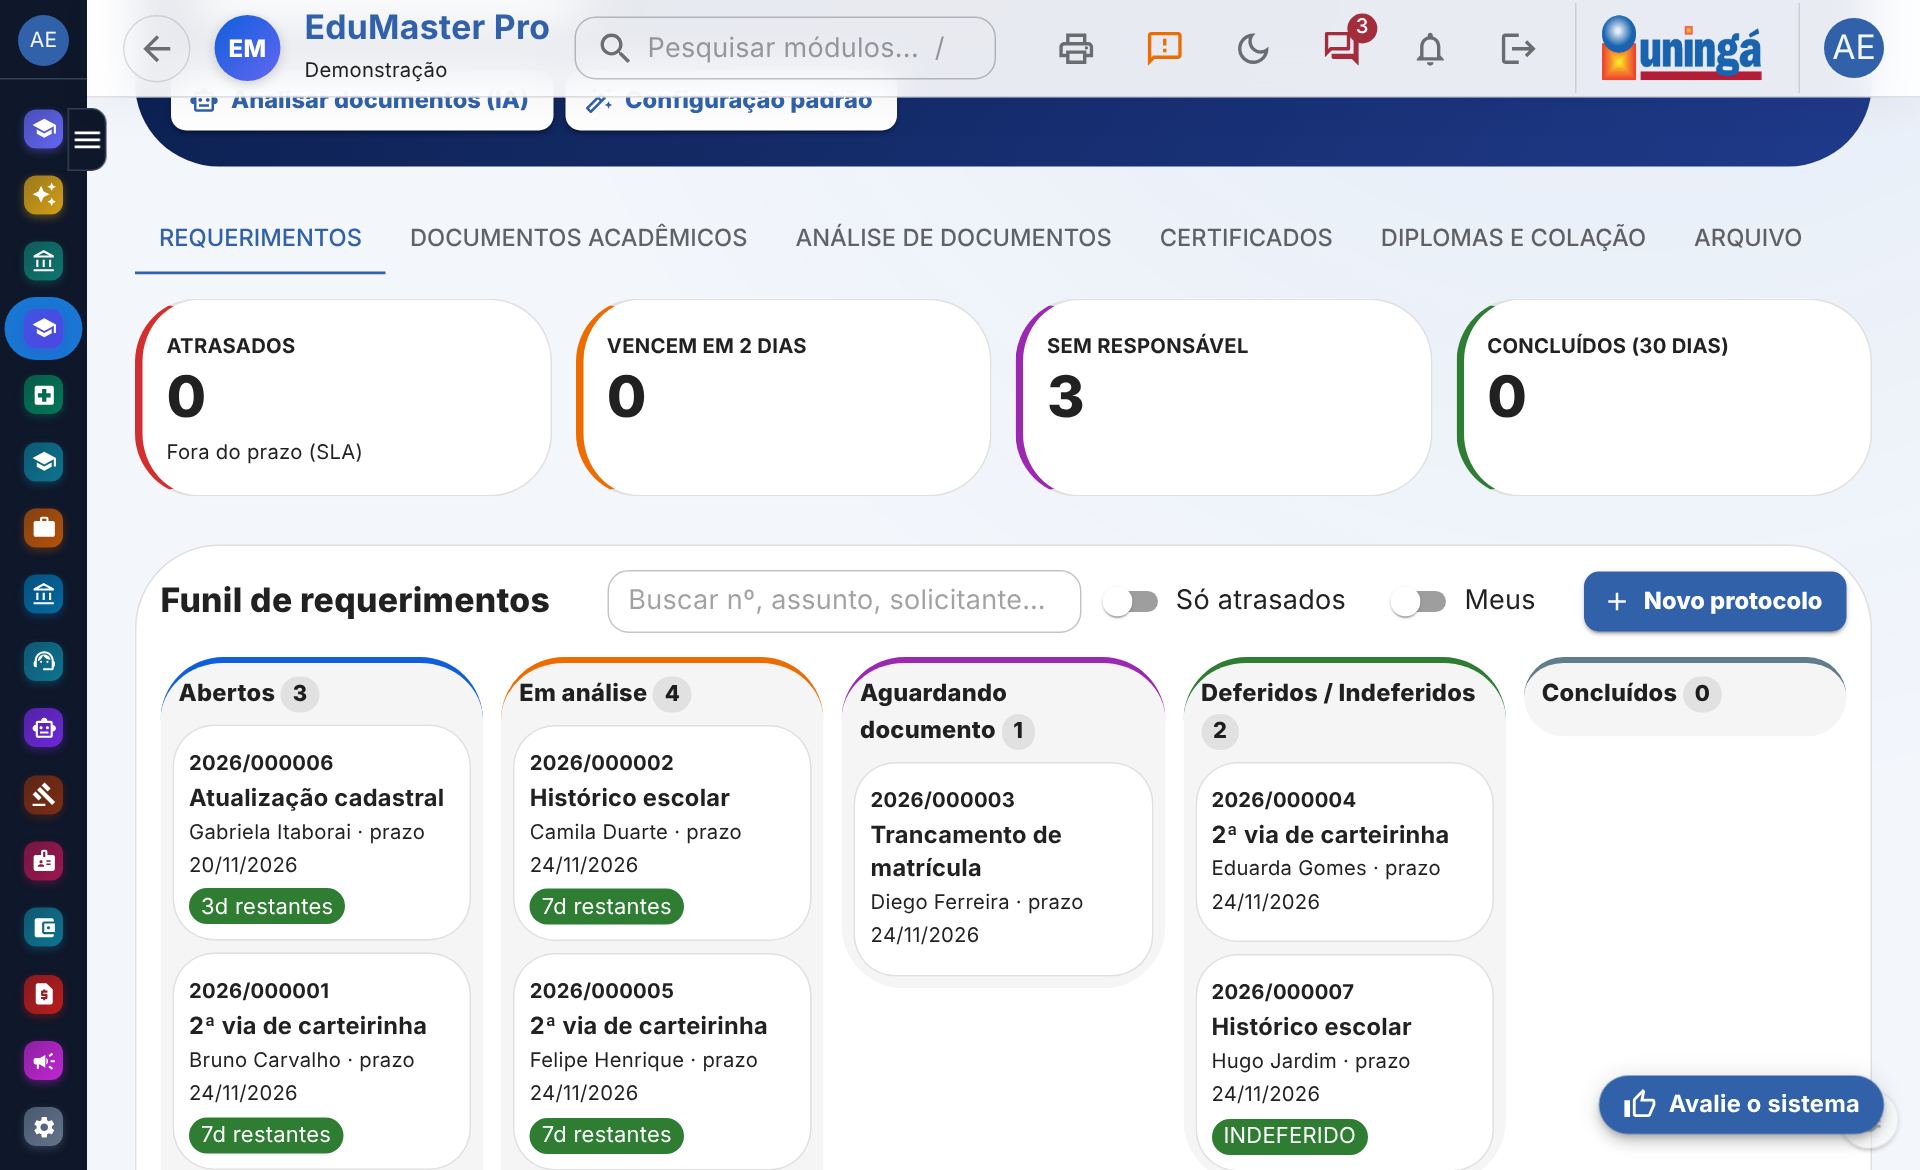 AE
EM
EduMaster Pro
Demonstração
Pesquisar módulos... /
3
uningá
AE
Analisar documentos (IA)
Configuração padrão
REQUERIMENTOS
DOCUMENTOS ACADÊMICOS
ANÁLISE DE DOCUMENTOS
CERTIFICADOS
DIPLOMAS E COLAÇÃO
ARQUIVO
ATRASADOS
0
Fora do prazo (SLA)
VENCEM EM 2 DIAS
0
SEM RESPONSÁVEL
3
CONCLUÍDOS (30 DIAS)
0
Funil de requerimentos
Buscar nº, assunto, solicitante...
Só atrasados
Meus
+ Novo protocolo
Abertos 3
2026/000006
Atualização cadastral
Gabriela Itaborai · prazo
20/11/2026
3d restantes
2026/000001
2ª via de carteirinha
Bruno Carvalho · prazo
24/11/2026
7d restantes
Em análise 4
2026/000002
Histórico escolar
Camila Duarte · prazo
24/11/2026
7d restantes
2026/000005
2ª via de carteirinha
Felipe Henrique · prazo
24/11/2026
7d restantes
Aguardando
documento 1
2026/000003
Trancamento de
matrícula
Diego Ferreira · prazo
24/11/2026
Deferidos / Indeferidos
2
2026/000004
2ª via de carteirinha
Eduarda Gomes · prazo
24/11/2026
2026/000007
Histórico escolar
Hugo Jardim · prazo
24/11/2026
INDEFERIDO
Concluídos 0
Avalie o sistema